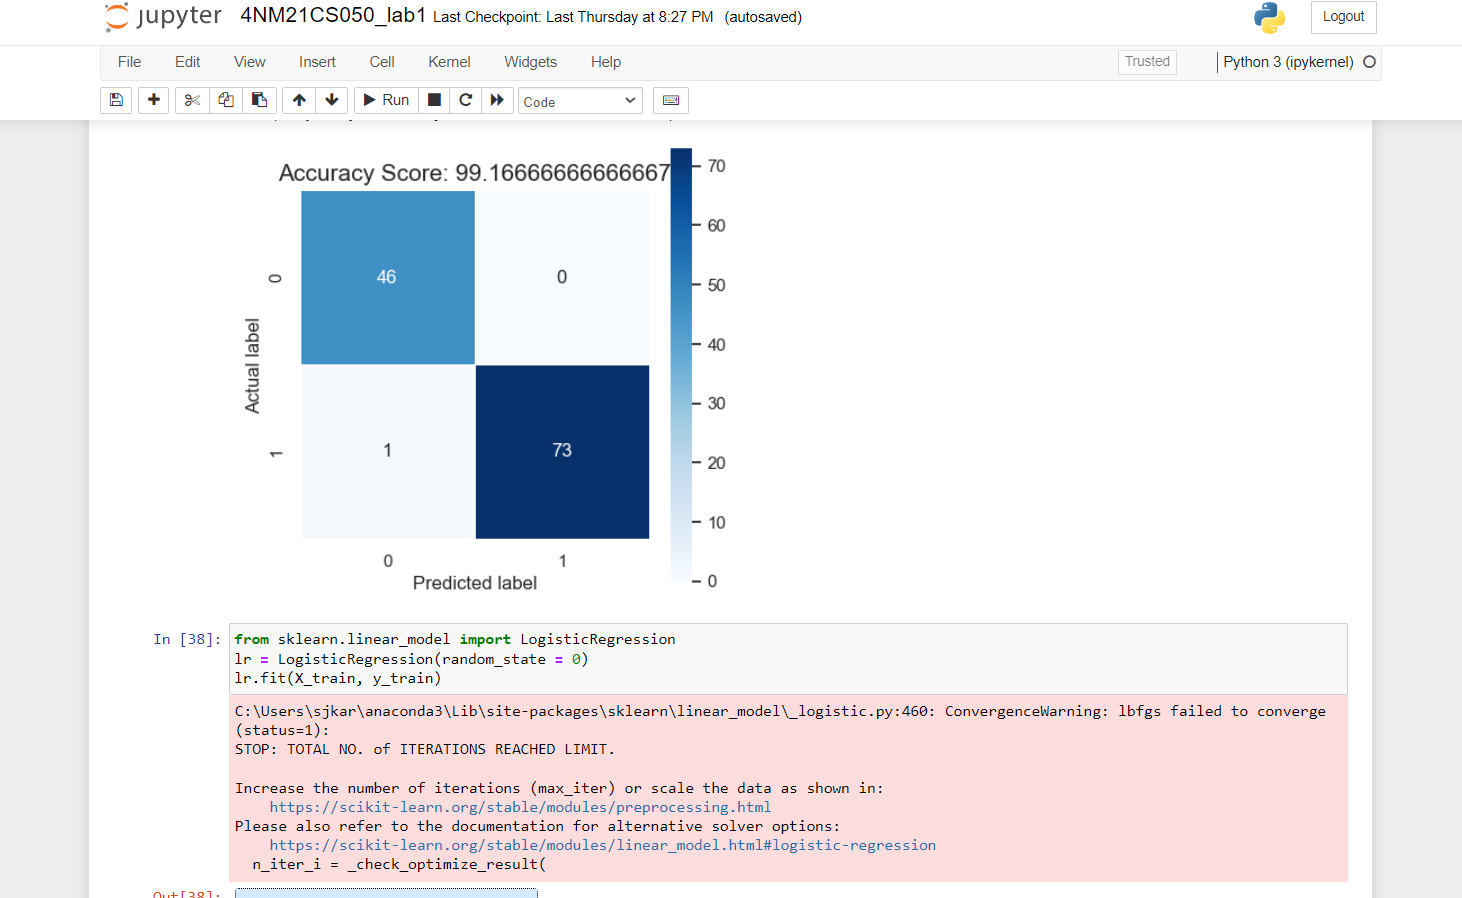 jupyter 4NM21CS050_lab1 Last Checkpoint: Last Thursday at 8:27 PM (autosaved)
Logout
File Edit View Insert Cell Kernel Widgets Help
Trusted
Python 3 (ipykernel)
Run
Code
Accuracy Score: 99.16666666666667
70
60
50
40
30
20
10
0
Actual label
0
1
46
0
1
73
0
1
Predicted label
In [38]:
from sklearn.linear_model import LogisticRegression
lr = LogisticRegression(random_state = 0)
lr.fit(X_train, y_train)
C:\Users\sjkar\anaconda3\Lib\site-packages\sklearn\linear_model\_logistic.py:460: ConvergenceWarning: lbfgs failed to converge
(status=1):
STOP: TOTAL NO. of ITERATIONS REACHED LIMIT.
Increase the number of iterations (max_iter) or scale the data as shown in:
https://scikit-learn.org/stable/modules/preprocessing.html
Please also refer to the documentation for alternative solver options:
https://scikit-learn.org/stable/modules/linear_model.html#logistic-regression
n_iter_i = _check_optimize_result(
Out[38]: